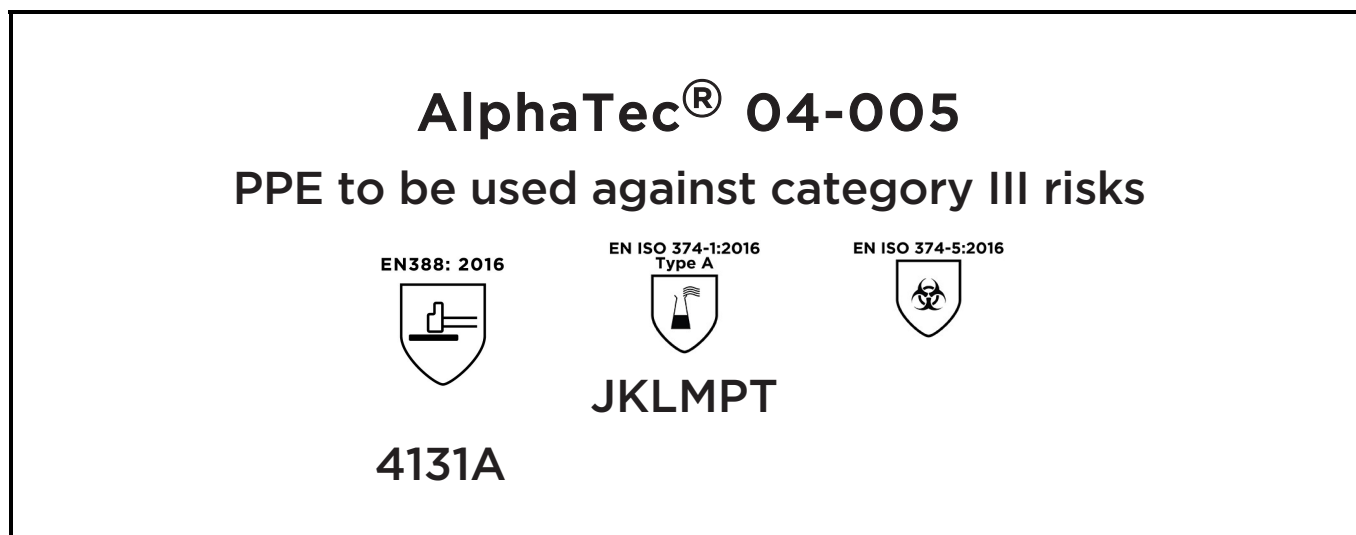 AlphaTec® 04-005
PPE to be used against category III risks
EN388: 2016
EN ISO 374-1:2016
Type A
EN ISO 374-5:2016
JKLMPT
4131A